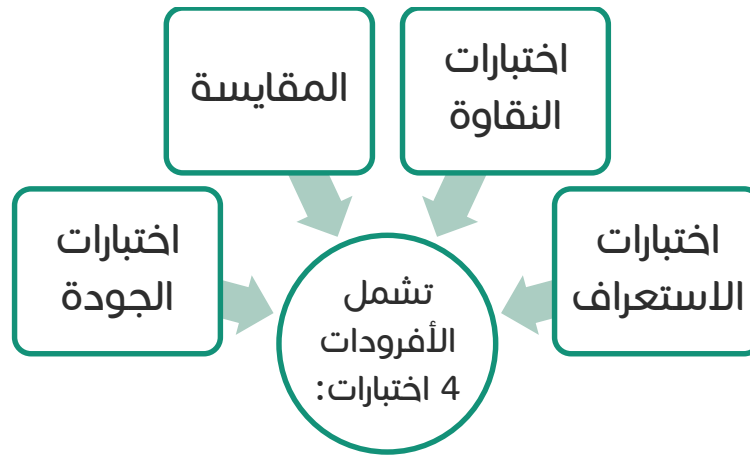 تشمل
الأفرودات
4 اختبارات:
اختبارات
الاستعراف
اختبارات
النقاوة
المقايسة
اختبارات
الجودة